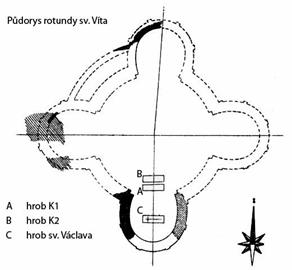 Půdorys rotundy sv. Víta
B
A
C
A hrob K1
B hrob K2
C hrob sv. Václava